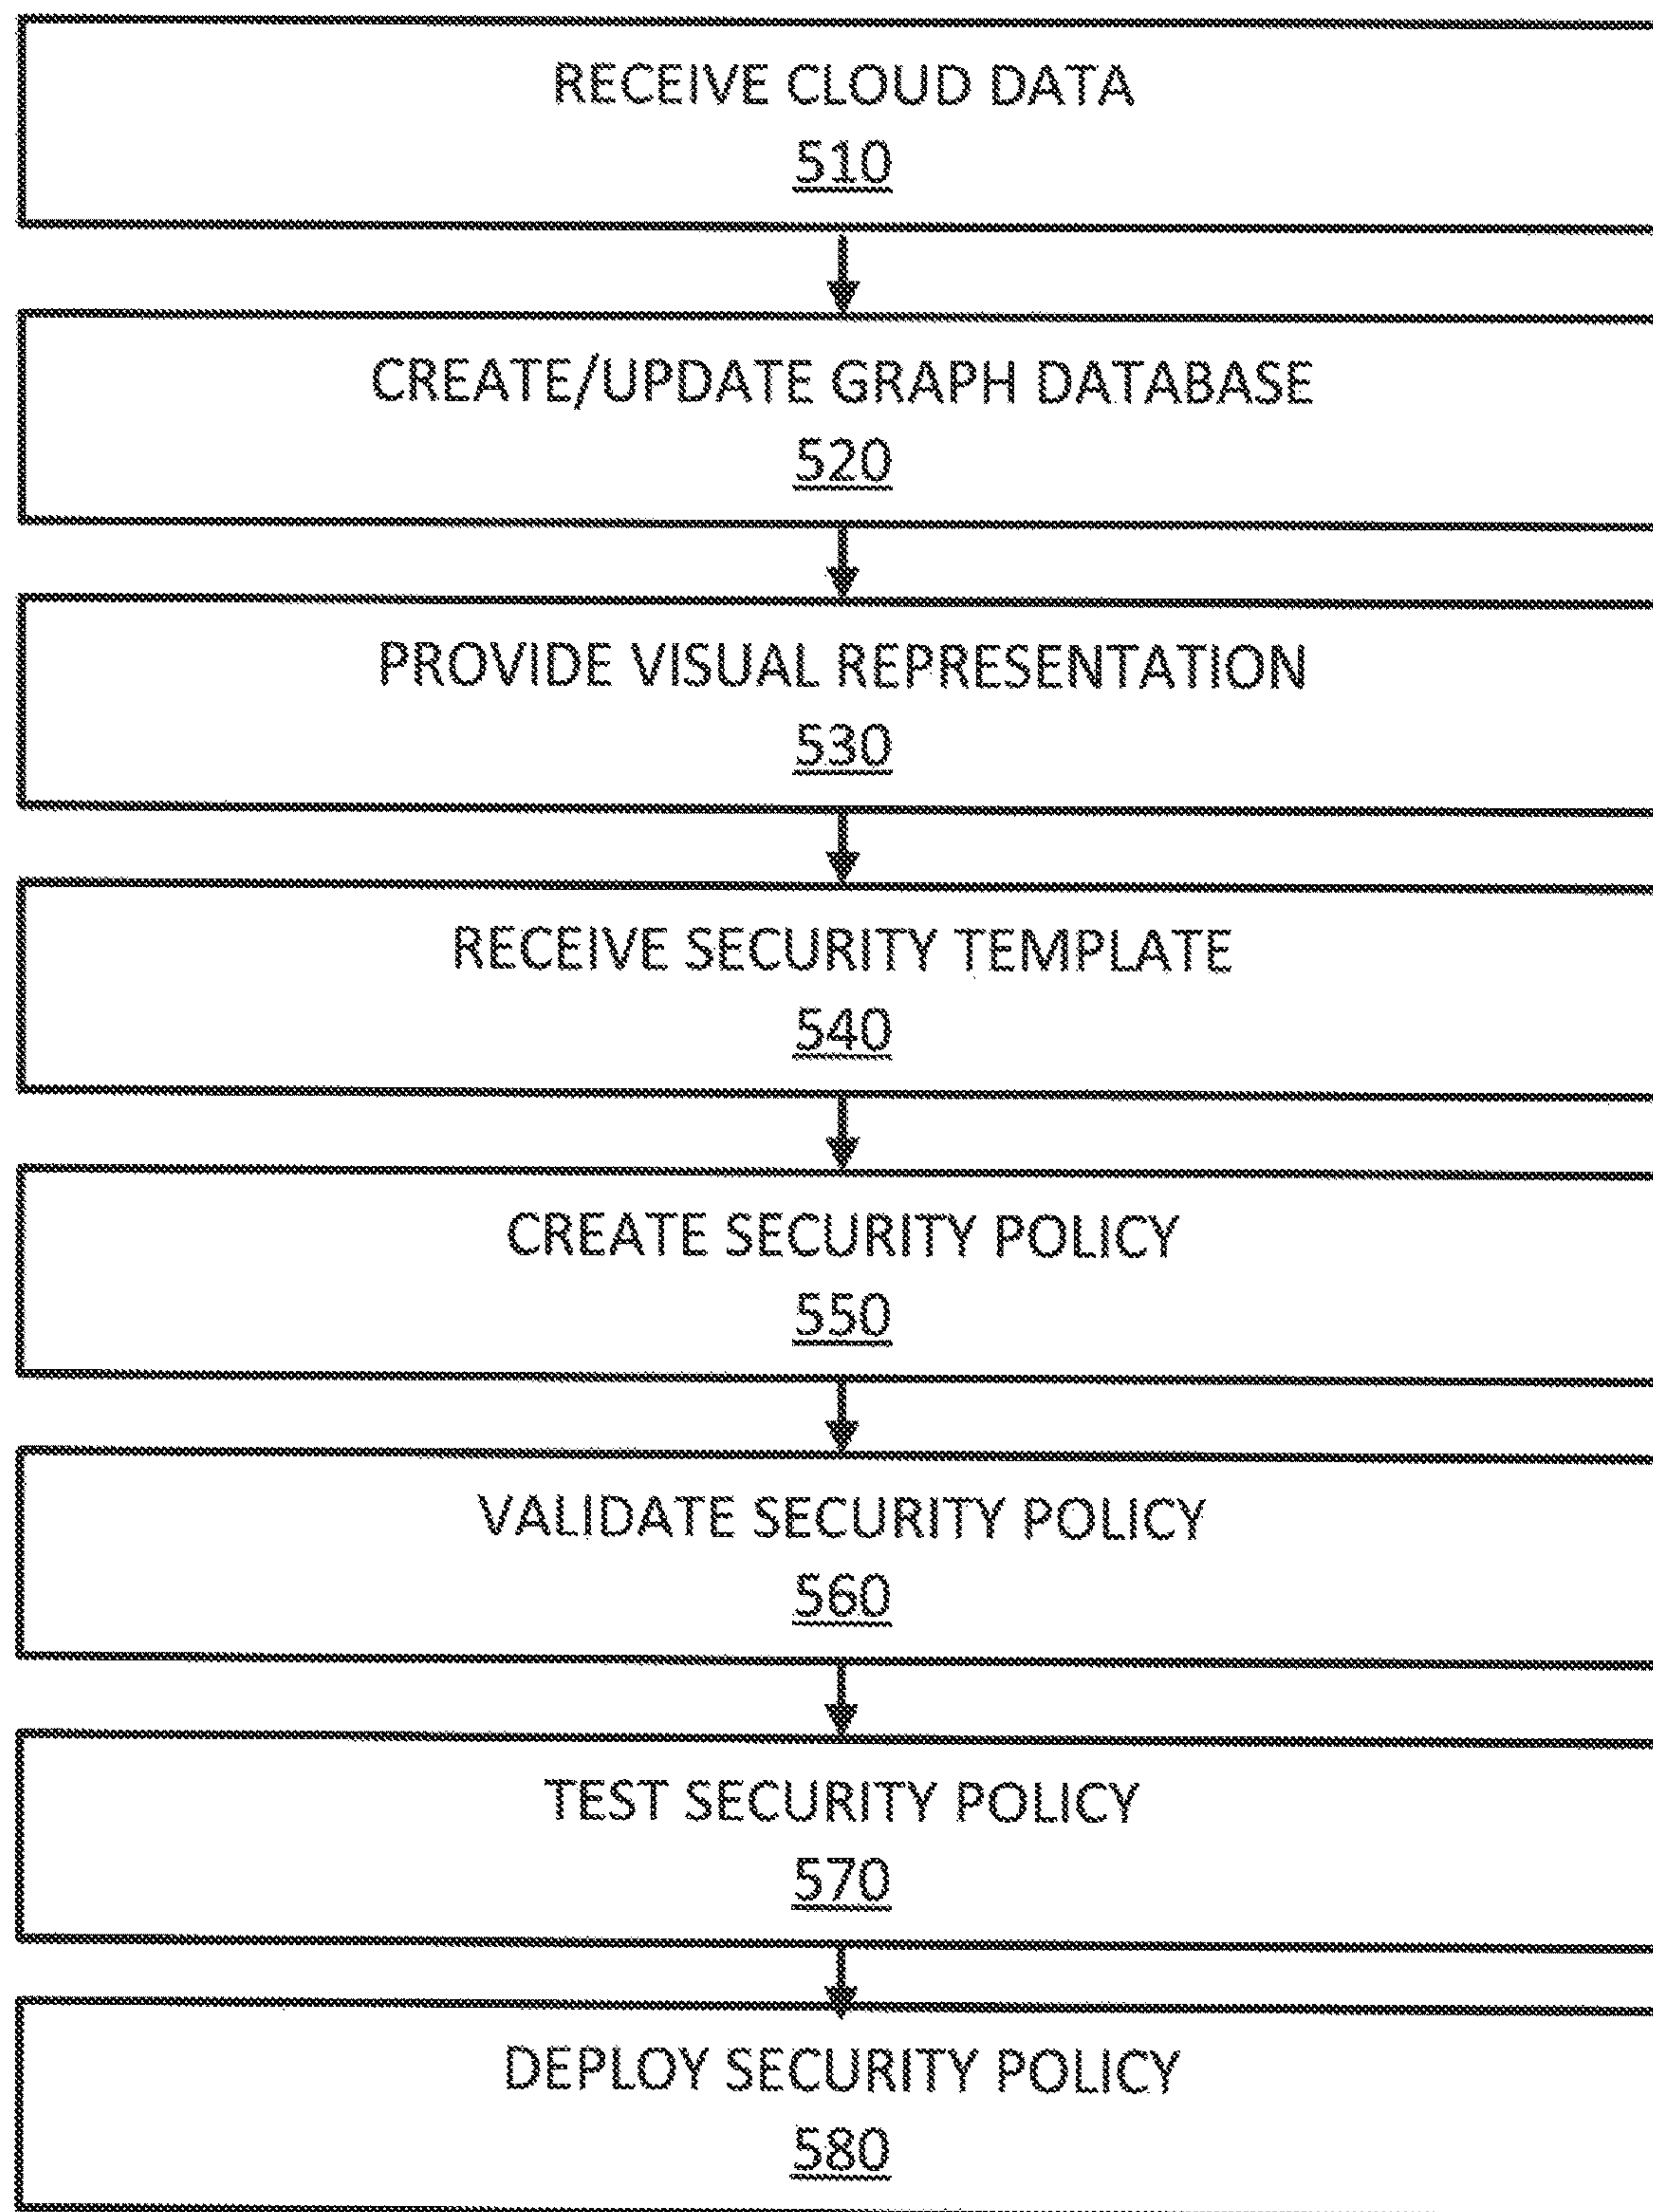 RECEIVE CLOUD DATA
510
CREATE/UPDATE GRAPH DATABASE
520
PROVIDE VISUAL REPRESENTATION
530
RECEIVE SECURITY TEMPLATE
540
CREATE SECURITY POLICY
550
VALIDATE SECURITY POLICY
560
TEST SECURITY POLICY
570
DEPLOY SECURITY POLICY
580